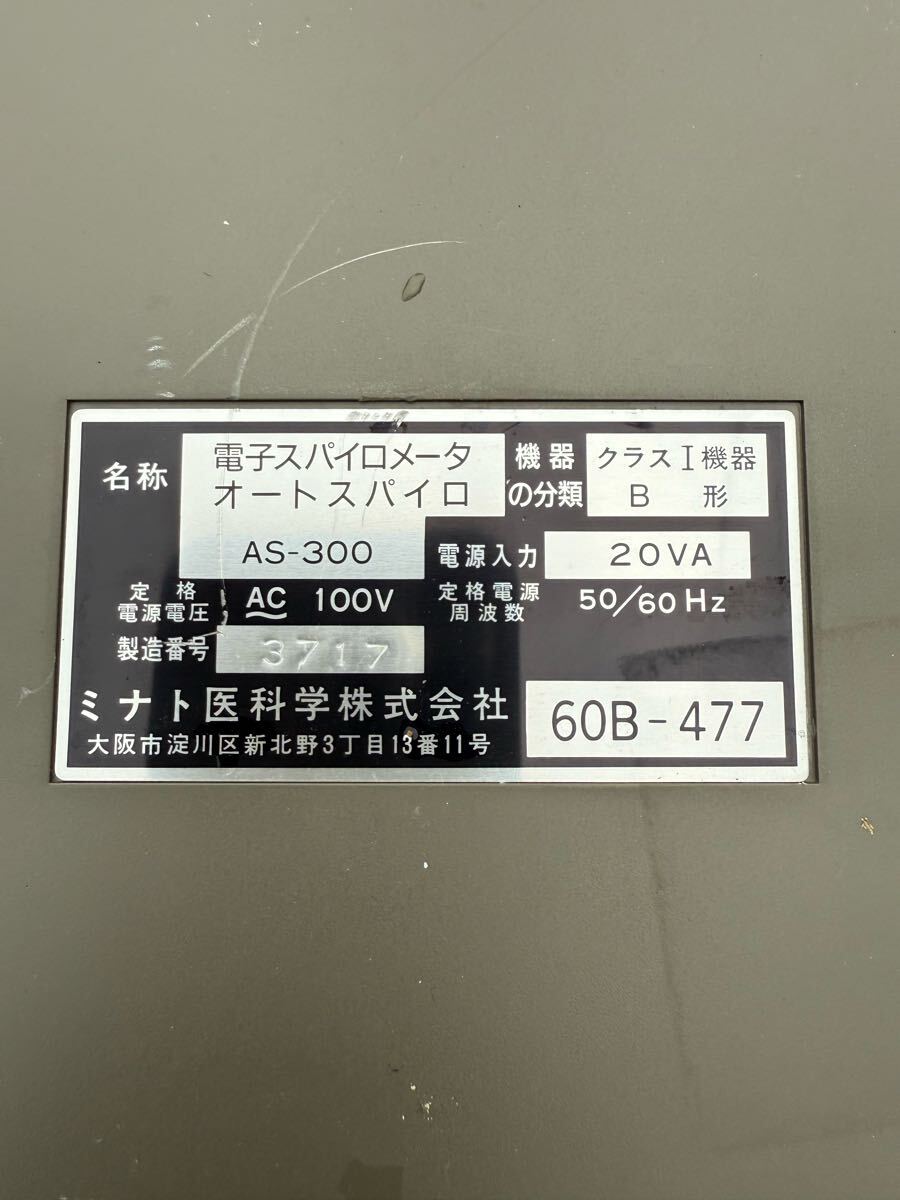 名称 電子スパイロメータ 機器 クラスⅠ機器
オートスパイロ の分類 B 形
AS-300 電源入力 20VA
定格 AC 100V 定格電源 50/60Hz
電源電圧 周波数
製造番号 3717
ミナト医科学株式会社 60B-477
大阪市淀川区新北野3丁目13番11号